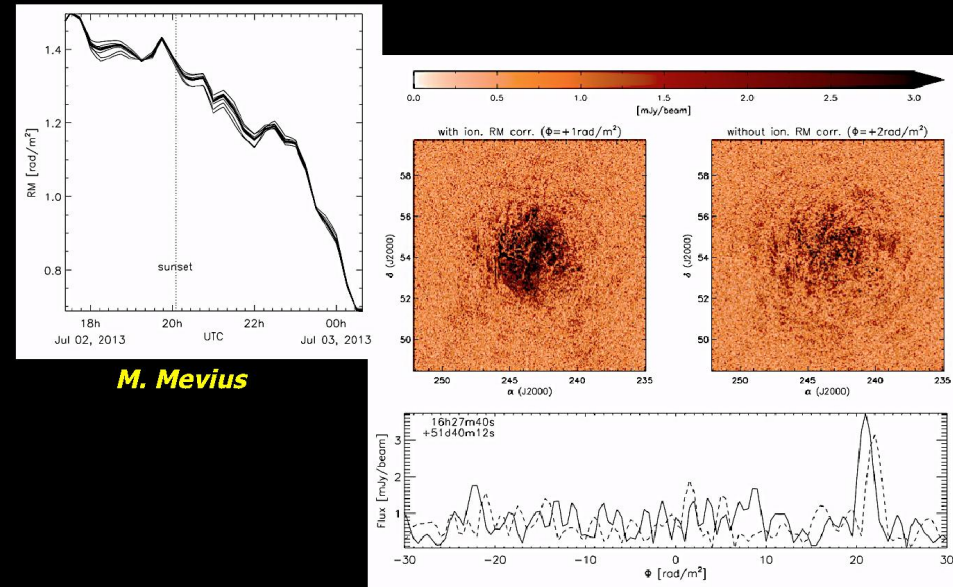 1.4
1.2
1.0
0.8
RM [rad/m²]
sunset
18h 20h 22h 00h
Jul 02, 2013 UTC Jul 03, 2013
M. Mevius
0.0 0.5 1.0 1.5 2.0 2.5 3.0
[mJy/beam]
with ion. RM corr. (Φ=+1rad/m²)
58
56
54
52
50
δ (J2000)
250 245 240 235
α (J2000)
without ion. RM corr. (Φ=+2rad/m²)
58
56
54
52
50
δ (J2000)
250 245 240 235
α (J2000)
16h27m40s
+51d40m12s
3
2
1
Flux [mJy/beam]
−30 −20 −10 0 10 20 30
Φ [rad/m²]